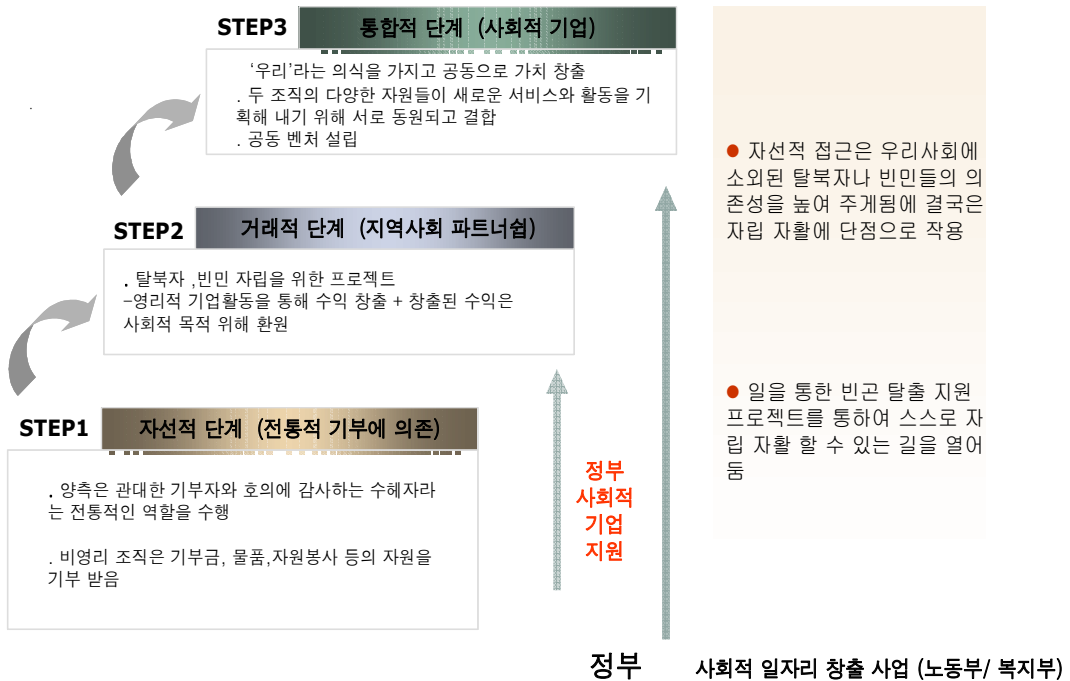 STEP3
통합적 단계 (사회적 기업)
‘우리’라는 의식을 가지고 공동으로 가치 창출
. 두 조직의 다양한 자원들이 새로운 서비스와 활동을 기
획해 내기 위해 서로 동원되고 결합
. 공동 벤처 설립
STEP2
거래적 단계 (지역사회 파트너쉽)
. 탈북자 ,빈민 자립을 위한 프로젝트
-영리적 기업활동을 통해 수익 창출 + 창출된 수익은
사회적 목적 위해 환원
STEP1
자선적 단계 (전통적 기부에 의존)
. 양측은 관대한 기부자와 호의에 감사하는 수혜자라
는 전통적인 역할을 수행
. 비영리 조직은 기부금, 물품,자원봉사 등의 자원을
기부 받음
정부
사회적
기업
지원
● 자선적 접근은 우리사회에
소외된 탈북자나 빈민들의 의
존성을 높여 주게됨에 결국은
자립 자활에 단점으로 작용
● 일을 통한 빈곤 탈출 지원
프로젝트를 통하여 스스로 자
립 자활 할 수 있는 길을 열어
둠
정부
사회적 일자리 창출 사업 (노동부/ 복지부)